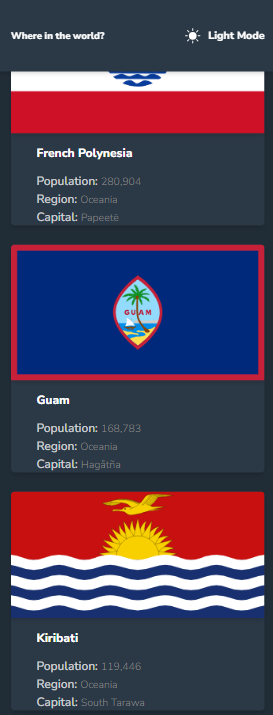 Where in the world?
Light Mode
French Polynesia
Population: 280,904
Region: Oceania
Capital: Papeetē
GUAM
Guam
Population: 168,783
Region: Oceania
Capital: Hagåtña
Kiribati
Population: 119,446
Region: Oceania
Capital: South Tarawa